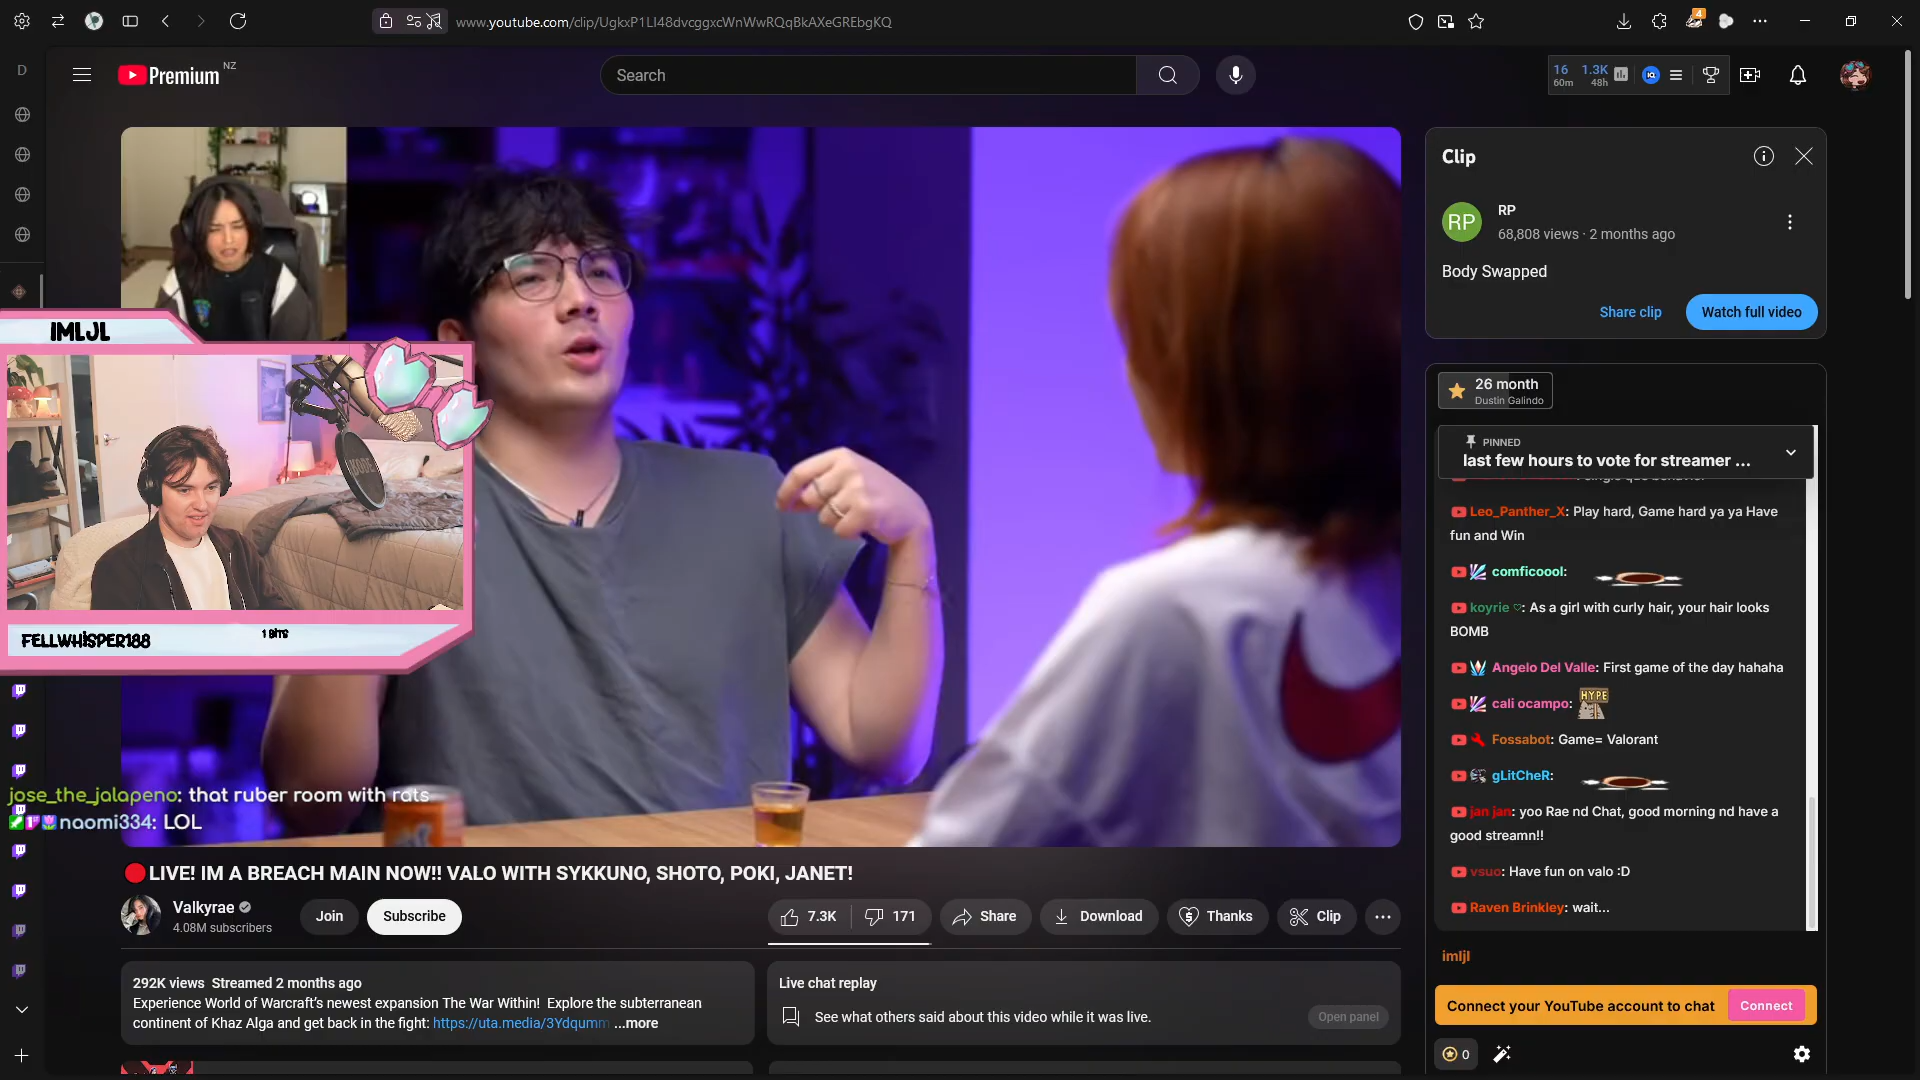 www.youtube.com/clip/UgkxP1LI48dvcggxcWnWwRQqBkAXeGREbgKQ
4
D
Premium NZ
Search
16 60m
1.3K 48h
Clip
RP
RP
68,808 views · 2 months ago
Body Swapped
Share clip
Watch full video
IMLJL
KODE
FELLWHISPER188
1 BITS
jose_the_jalapeno: that ruber room with rats
naomi334: LOL
26 month
Dustin Galindo
PINNED
last few hours to vote for streamer ...
Leo_Panther_X: Play hard, Game hard ya ya Have
fun and Win
comficoool:
koyrie ♡: As a girl with curly hair, your hair looks
BOMB
Angelo Del Valle: First game of the day hahaha
cali ocampo: HYPE
Fossabot: Game= Valorant
gLitCheR:
jan jan: yoo Rae nd Chat, good morning nd have a
good streamn!!
vsuo: Have fun on valo :D
Raven Brinkley: wait...
imljl
Connect your YouTube account to chat
Connect
0
🔴LIVE! IM A BREACH MAIN NOW!! VALO WITH SYKKUNO, SHOTO, POKI, JANET!
Valkyrae
4.08M subscribers
Join
Subscribe
7.3K
171
Share
Download
Thanks
Clip
292K views Streamed 2 months ago
Experience World of Warcraft's newest expansion The War Within! Explore the subterranean
continent of Khaz Alga and get back in the fight: https://uta.media/3Ydqumm ...more
Live chat replay
See what others said about this video while it was live.
Open panel